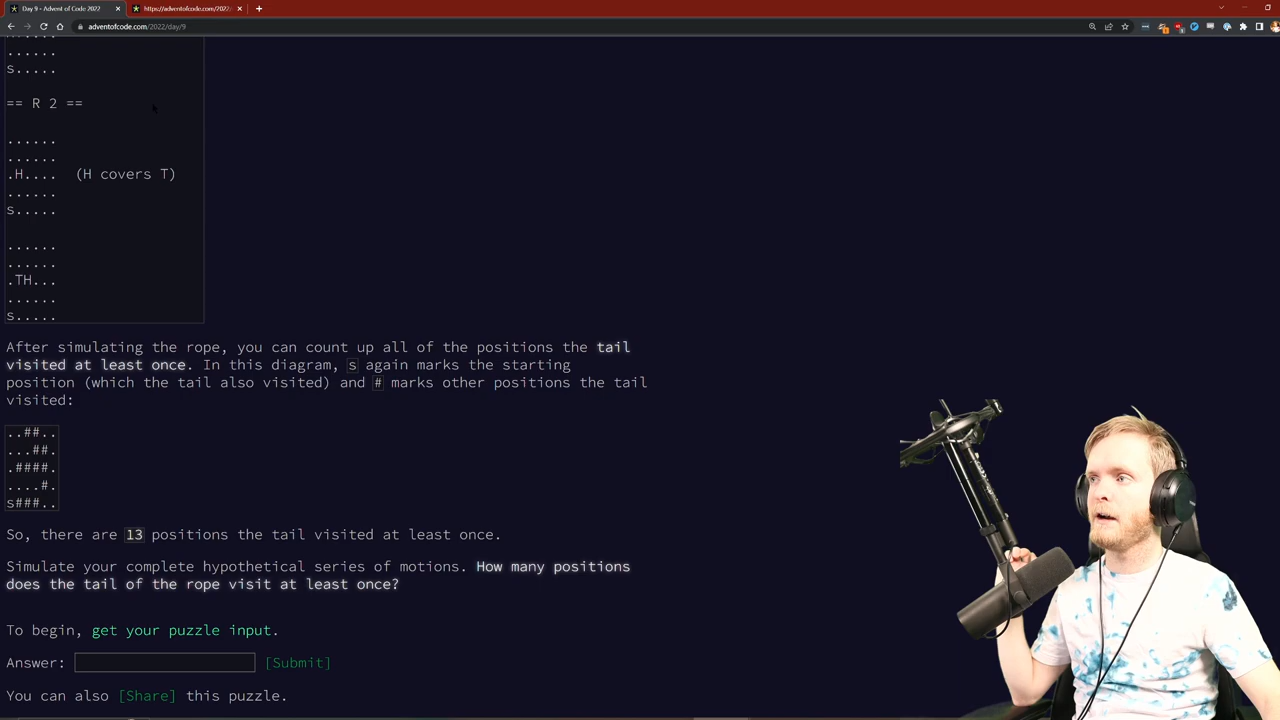 Day 9 - Advent of Code 2022
https://adventofcode.com/2022/
adventofcode.com/2022/day/9
......
s.....
== R 2 ==
......
......
.H....  (H covers T)
......
s.....
......
......
.TH...
......
s.....
After simulating the rope, you can count up all of the positions the tail
visited at least once. In this diagram, s again marks the starting
position (which the tail also visited) and # marks other positions the tail
visited:
..##..
...##.
.####.
....#.
s###..
So, there are 13 positions the tail visited at least once.
Simulate your complete hypothetical series of motions. How many positions
does the tail of the rope visit at least once?
To begin, get your puzzle input.
Answer: [Submit]
You can also [Share] this puzzle.